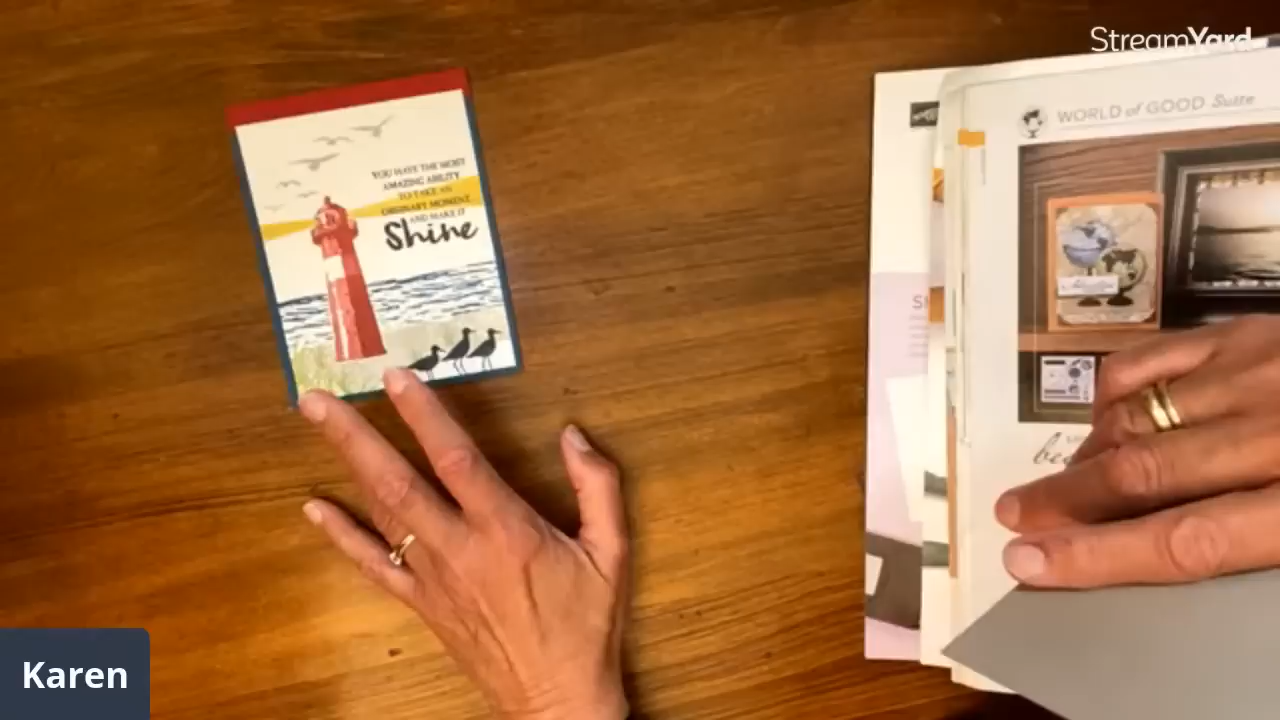 StreamYard
WORLD of GOOD Suite
YOU HAVE THE MOST
AMAZING ABILITY
TO TAKE AN
ORDINARY MOMENT
AND MAKE IT
Shine
Karen